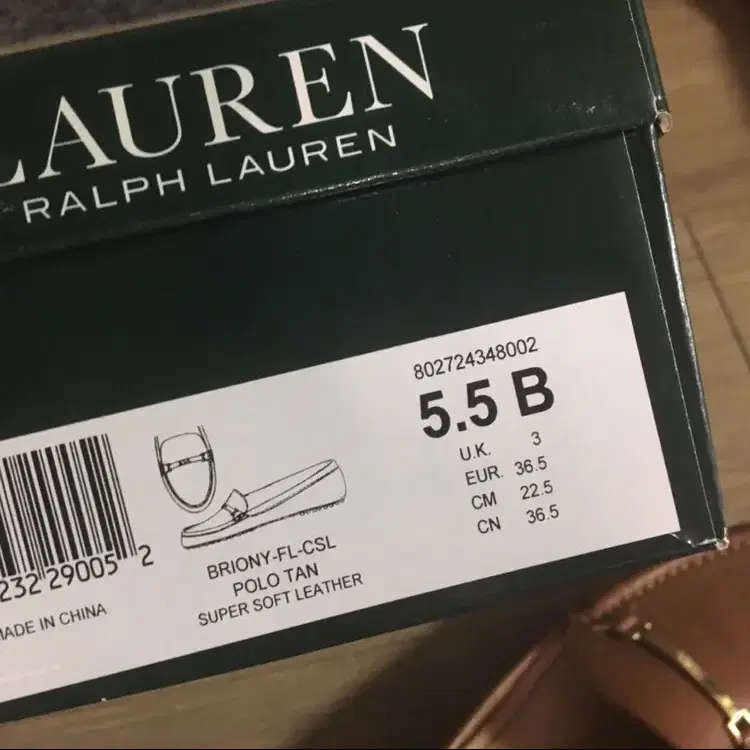 LAUREN
RALPH LAUREN
802724348002
5.5 B
U.K. 3
EUR. 36.5
CM 22.5
CN 36.5
232 29005 2
MADE IN CHINA
BRIONY-FL-CSL
POLO TAN
SUPER SOFT LEATHER